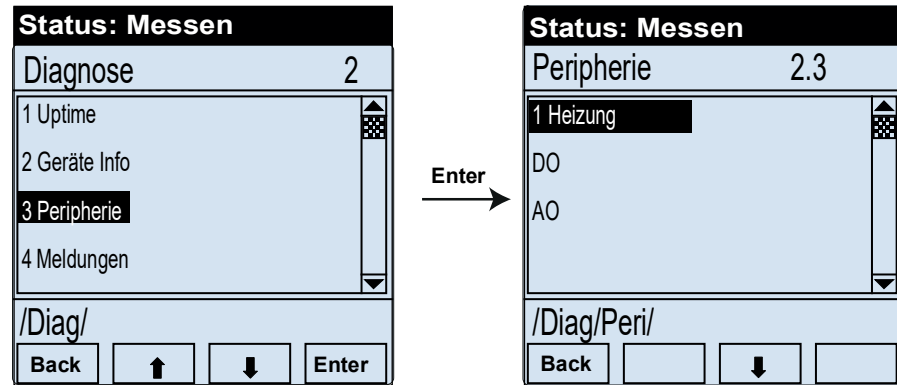 Status: Messen
Diagnose 2
1 Uptime
2 Geräte Info
3 Peripherie
4 Meldungen
/Diag/
Back Enter
Enter
Status: Messen
Peripherie 2.3
1 Heizung
DO
AO
/Diag/Peri/
Back